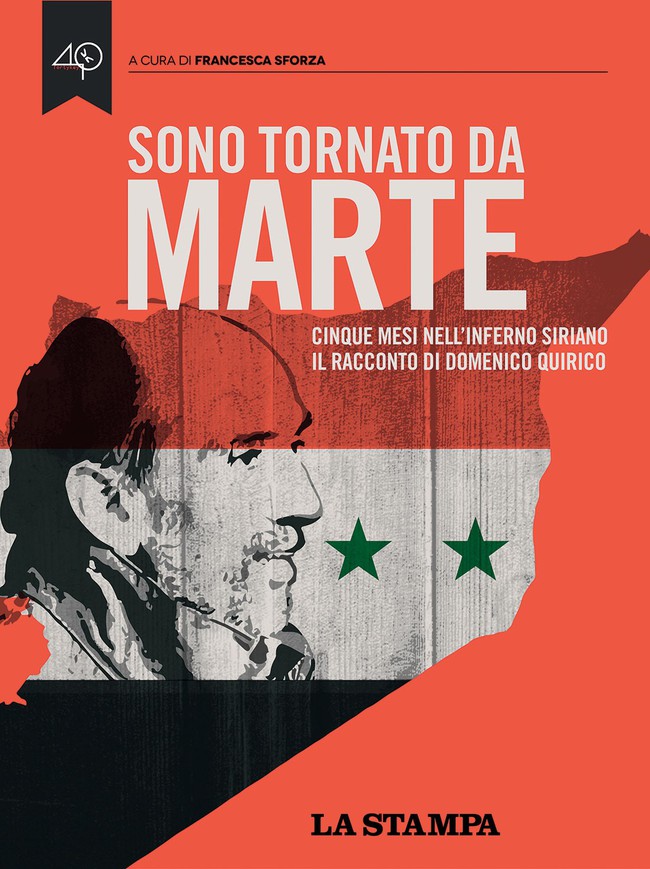 A CURA DI FRANCESCA SFORZA
SONO TORNATO DA
MARTE
CINQUE MESI NELL'INFERNO SIRIANO
IL RACCONTO DI DOMENICO QUIRICO
LA STAMPA